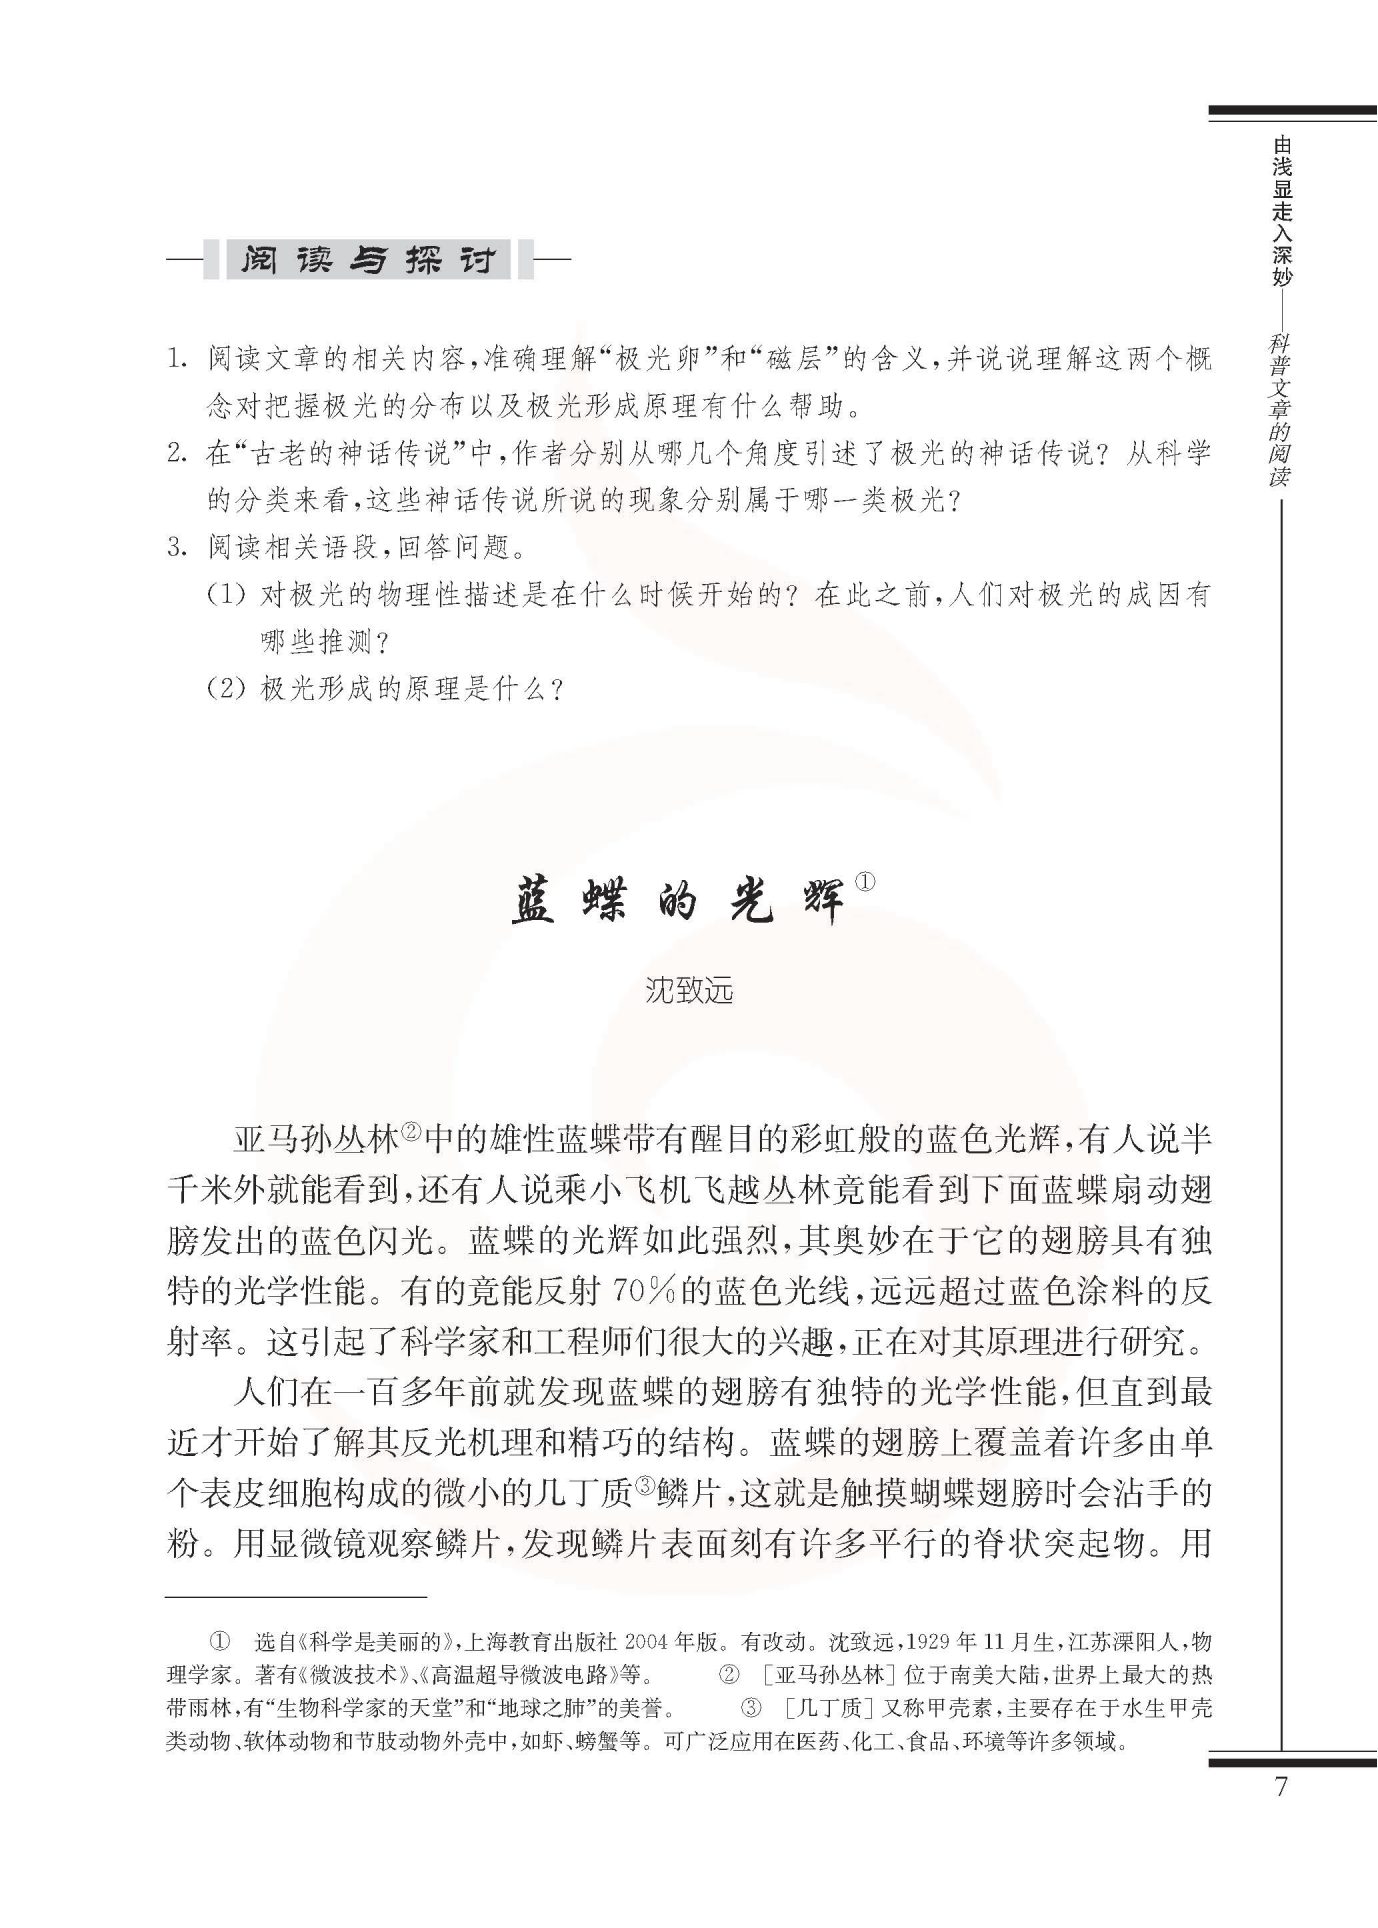 由浅显走入深妙——科普文章的阅读
阅读与探讨
1. 阅读文章的相关内容,准确理解“极光卵”和“磁层”的含义,并说说理解这两个概
念对把握极光的分布以及极光形成原理有什么帮助。
2. 在“古老的神话传说”中,作者分别从哪几个角度引述了极光的神话传说? 从科学
的分类来看,这些神话传说所说的现象分别属于哪一类极光?
3. 阅读相关语段,回答问题。
(1) 对极光的物理性描述是在什么时候开始的? 在此之前,人们对极光的成因有
哪些推测?
(2) 极光形成的原理是什么?
蓝蝶的光辉①
沈致远
亚马孙丛林②中的雄性蓝蝶带有醒目的彩虹般的蓝色光辉,有人说半
千米外就能看到,还有人说乘小飞机飞越丛林竟能看到下面蓝蝶扇动翅
膀发出的蓝色闪光。蓝蝶的光辉如此强烈,其奥妙在于它的翅膀具有独
特的光学性能。有的竟能反射 70%的蓝色光线,远远超过蓝色涂料的反
射率。这引起了科学家和工程师们很大的兴趣,正在对其原理进行研究。
人们在一百多年前就发现蓝蝶的翅膀有独特的光学性能,但直到最
近才开始了解其反光机理和精巧的结构。蓝蝶的翅膀上覆盖着许多由单
个表皮细胞构成的微小的几丁质③鳞片,这就是触摸蝴蝶翅膀时会沾手的
粉。用显微镜观察鳞片,发现鳞片表面刻有许多平行的脊状突起物。用
① 选自《科学是美丽的》,上海教育出版社 2004 年版。有改动。沈致远,1929 年 11 月生,江苏溧阳人,物
理学家。著有《微波技术》、《高温超导微波电路》等。 ② [亚马孙丛林] 位于南美大陆,世界上最大的热
带雨林,有“生物科学家的天堂”和“地球之肺”的美誉。 ③ [几丁质] 又称甲壳素,主要存在于水生甲壳
类动物、软体动物和节肢动物外壳中,如虾、螃蟹等。可广泛应用在医药、化工、食品、环境等许多领域。
7